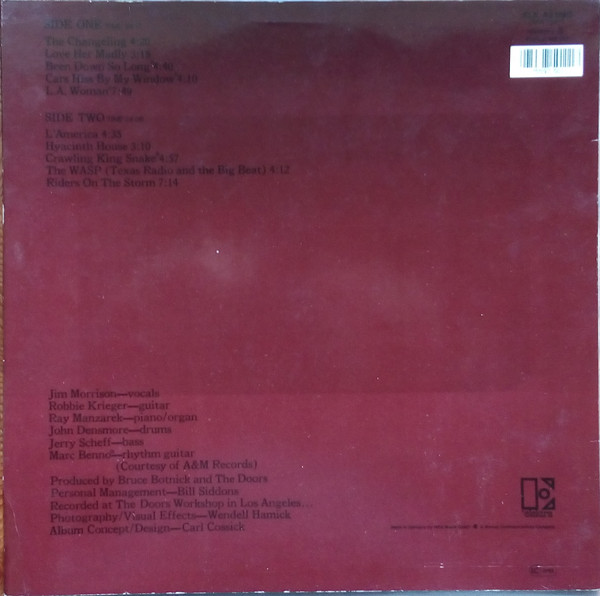 SIDE ONE
The Changeling 4:20
Love Her Madly 3:18
Been Down So Long 4:40
Cars Hiss By My Window 4:10
L.A. Woman 7:49
SIDE TWO
L'America 4:35
Hyacinth House 3:10
Crawling King Snake 4:57
The WASP (Texas Radio and the Big Beat) 4:12
Riders On The Storm 7:14
Jim Morrison—vocals
Robbie Krieger—guitar
Ray Manzarek—piano/organ
John Densmore—drums
Jerry Scheff—bass
Marc Benno—rhythm guitar
(Courtesy of A&M Records)
Produced by Bruce Botnick and The Doors
Personal Management—Bill Siddons
Recorded at The Doors Workshop in Los Angeles...
Photography/Visual Effects—Wendell Hamick
Album Concept/Design—Carl Cossick